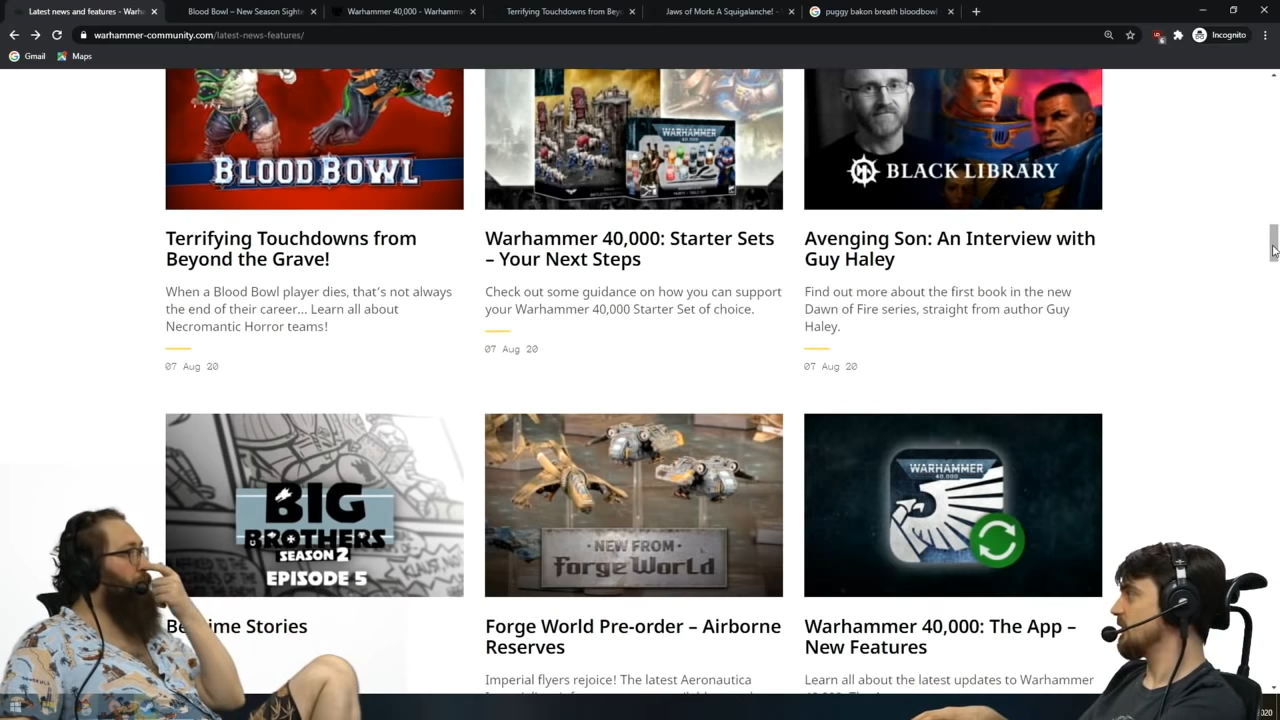 Latest news and features - Warha
Blood Bowl – New Season Sighte
Warhammer 40,000 - Warhamme
Terrifying Touchdowns from Bey
Jaws of Mork: A Squigalanche! -
puggy bakon breath bloodbowl
Incognito
warhammer-community.com/latest-news-features/
Gmail
Maps
BLOOD BOWL
WARHAMMER
40,000
BLACK LIBRARY
Terrifying Touchdowns from
Beyond the Grave!
Warhammer 40,000: Starter Sets
– Your Next Steps
Avenging Son: An Interview with
Guy Haley
When a Blood Bowl player dies, that's not always
the end of their career... Learn all about
Necromantic Horror teams!
Check out some guidance on how you can support
your Warhammer 40,000 Starter Set of choice.
Find out more about the first book in the new
Dawn of Fire series, straight from author Guy
Haley.
07 Aug 20
07 Aug 20
07 Aug 20
BIG
BROTHERS
SEASON 2
EPISODE 5
· NEW FROM ·
Forge World
WARHAMMER
40,000
ime Stories
Forge World Pre-order – Airborne
Reserves
Warhammer 40,000: The App –
New Features
Imperial flyers rejoice! The latest Aeronautica
Learn all about the latest updates to Warhammer